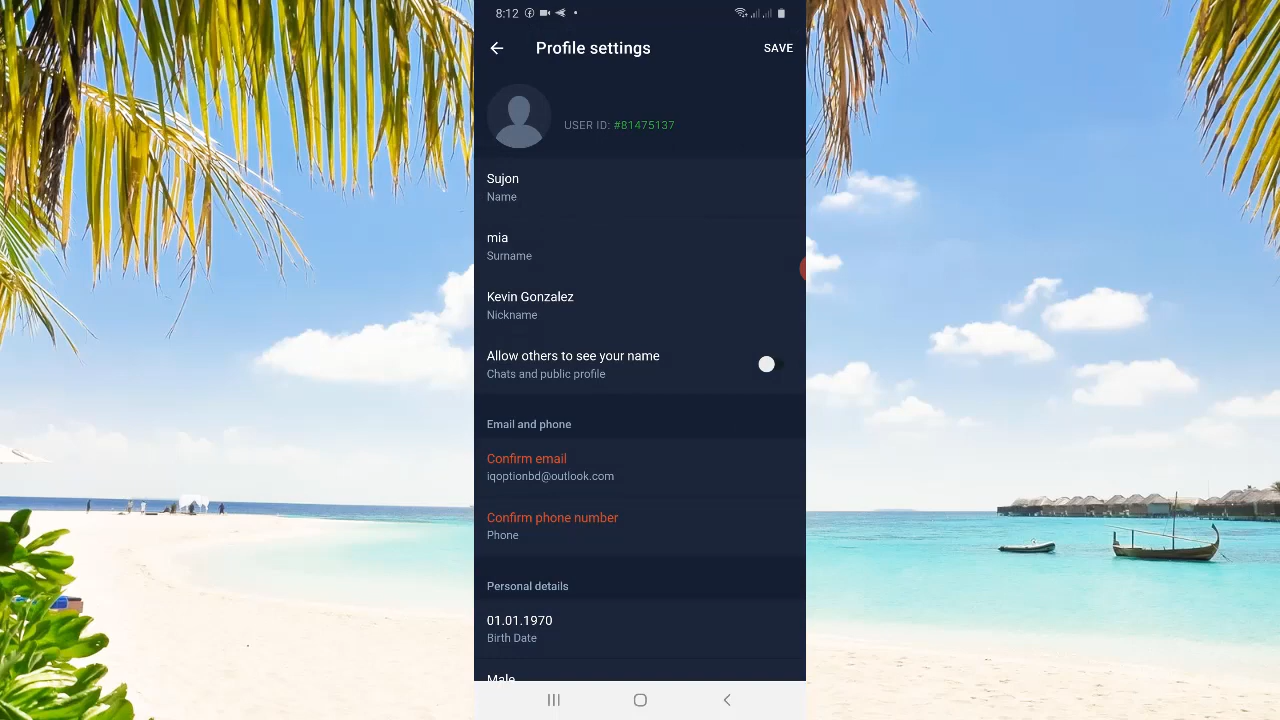 8:12
Profile settings
SAVE
USER ID: #81475137
Sujon
Name
mia
Surname
Kevin Gonzalez
Nickname
Allow others to see your name
Chats and public profile
Email and phone
Confirm email
iqoptionbd@outlook.com
Confirm phone number
Phone
Personal details
01.01.1970
Birth Date
Male